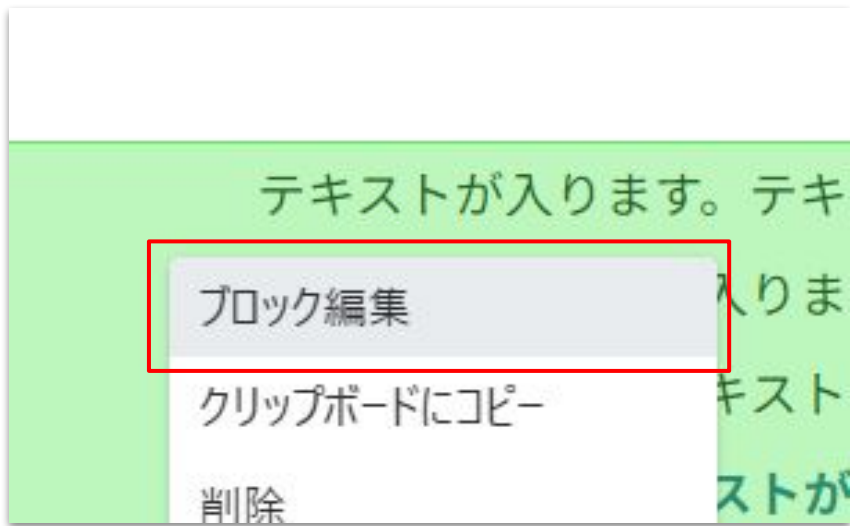 テキストが入ります。テキ
ブロック編集
入りま
クリップボードにコピー
キスト
削除
ストが